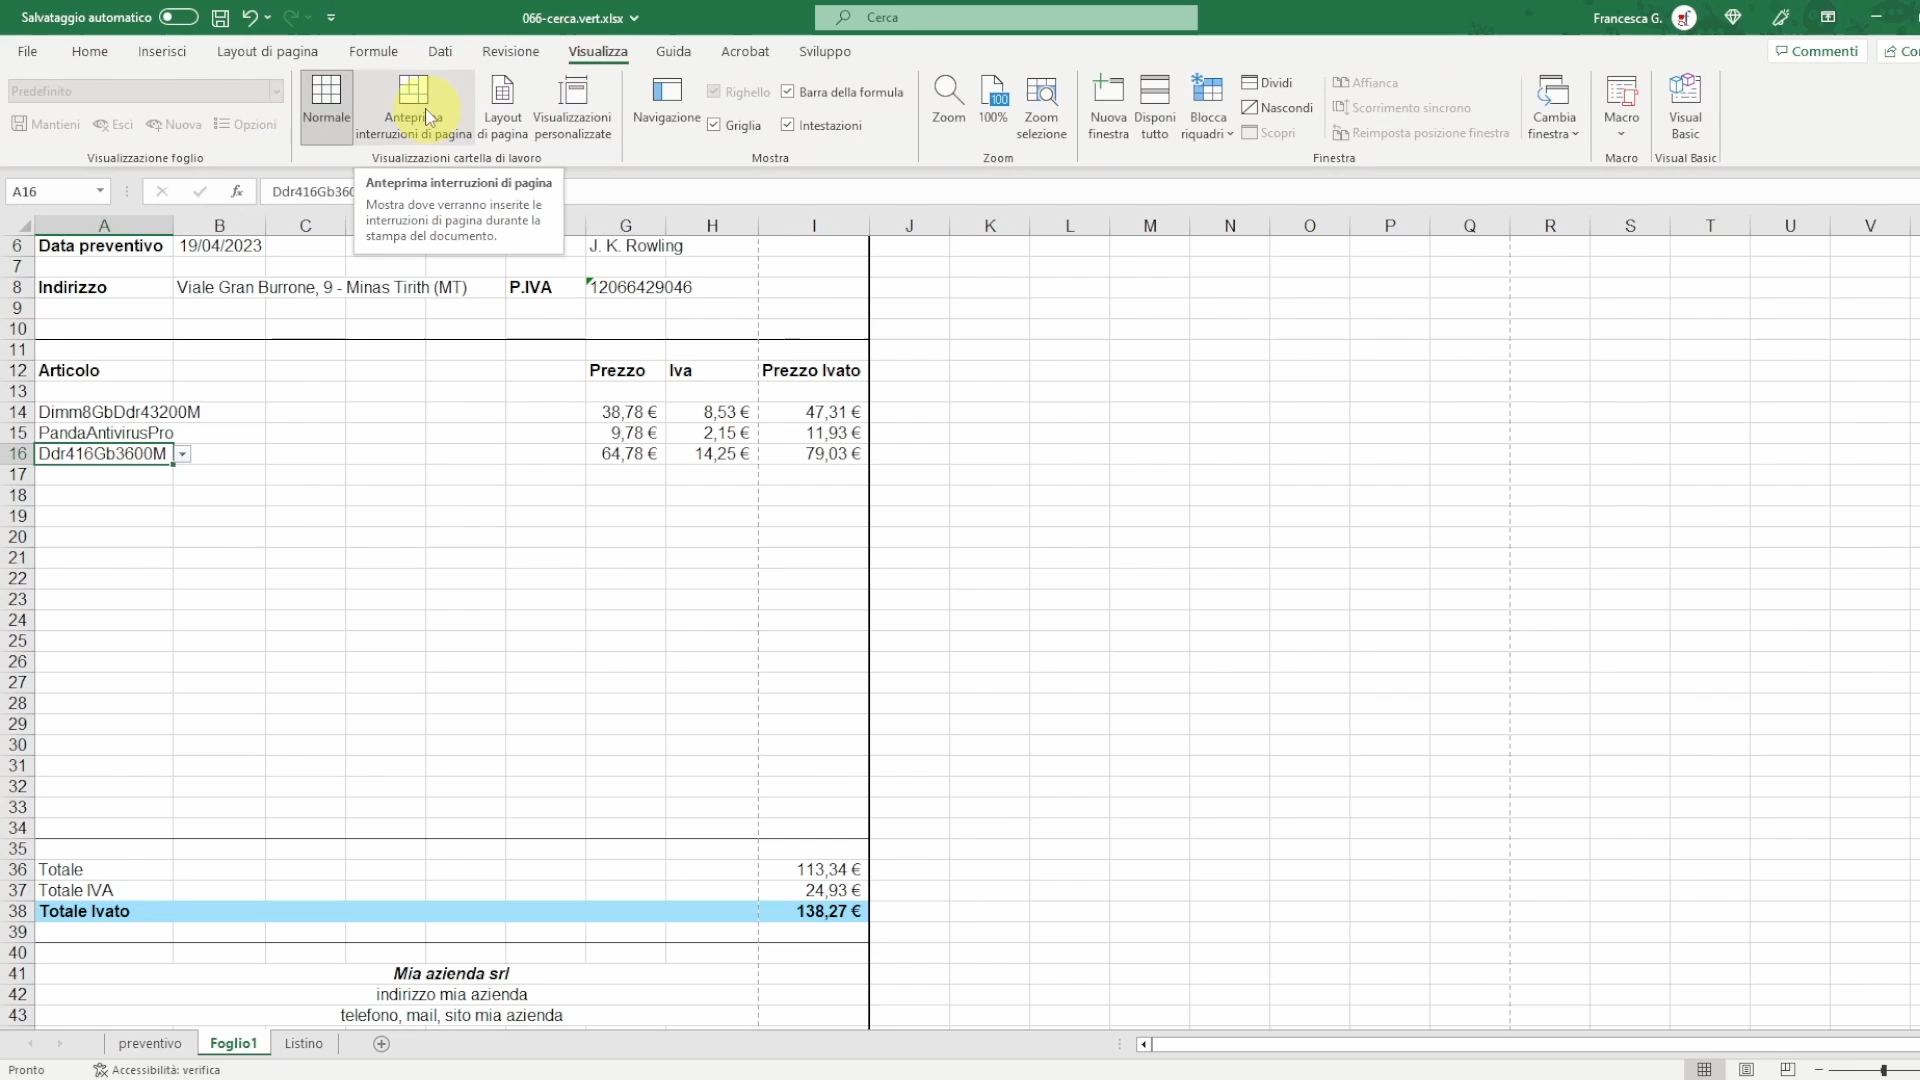 Salvataggio automatico
066-cerca.vert.xlsx
Cerca
Francesca G.
File Home Inserisci Layout di pagina Formule Dati Revisione Visualizza Guida Acrobat Sviluppo
Commenti
Predefinito
Mantieni Esci Nuova Opzioni
Visualizzazione foglio
Normale
interruzioni di pagina
Layout
di pagina
Visualizzazioni
personalizzate
Visualizzazioni cartella di lavoro
Navigazione
Righello
Barra della formula
Griglia
Intestazioni
Mostra
Zoom
100
100%
Zoom
selezione
Zoom
Nuova
finestra
Disponi
tutto
Blocca
riquadri
Dividi
Nascondi
Scopri
Affianca
Scorrimento sincrono
Reimposta posizione finestra
Cambia
finestra
Finestra
Macro
Macro
Visual
Basic
Visual Basic
A16
fx
Ddr416Gb360
Anteprima interruzioni di pagina
Mostra dove verranno inserite le
interruzioni di pagina durante la
stampa del documento.
A B C G H I J K L M N O P Q R S T U V
6 Data preventivo 19/04/2023 J. K. Rowling
7
8 Indirizzo Viale Gran Burrone, 9 - Minas Tirith (MT) P.IVA 12066429046
9
10
11
12 Articolo Prezzo Iva Prezzo Ivato
13
14 Dimm8GbDdr43200M 38,78 € 8,53 € 47,31 €
15 PandaAntivirusPro 9,78 € 2,15 € 11,93 €
16 Ddr416Gb3600M 64,78 € 14,25 € 79,03 €
17
18
19
20
21
22
23
24
25
26
27
28
29
30
31
32
33
34
35
36 Totale 113,34 €
37 Totale IVA 24,93 €
38 Totale Ivato 138,27 €
39
40
41 Mia azienda srl
42 indirizzo mia azienda
43 telefono, mail, sito mia azienda
preventivo Foglio1 Listino
Pronto
Accessibilità: verifica